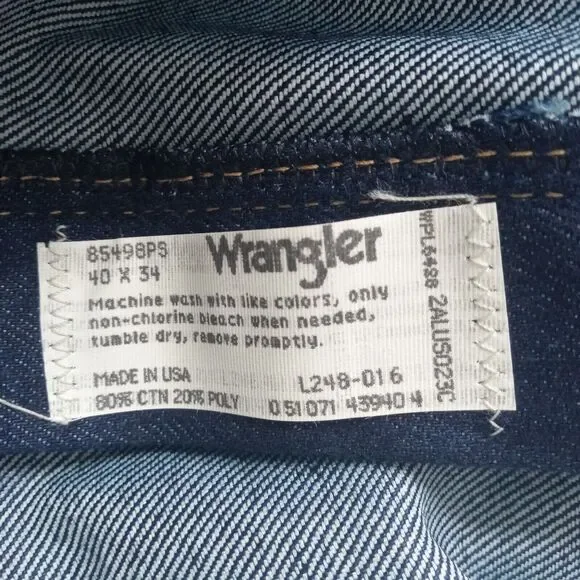 85498PS
40 X 34
Wrangler
Machine wash with like colors, only
non-chlorine bleach when needed,
tumble dry, remove promptly.
MADE IN USA
L248-016
80% CTN 20% POLY
0 51071 43940 4
WPL6498 2ALUS023C